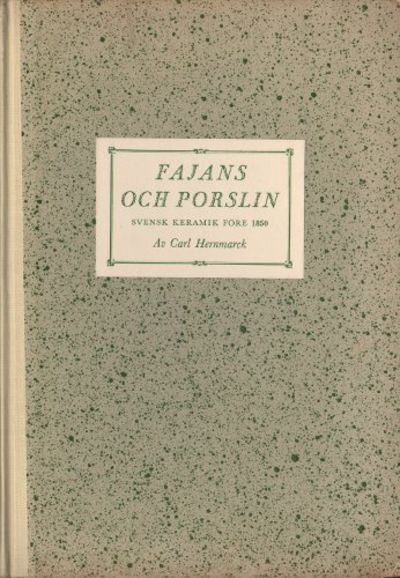 FAJANS
OCH PORSLIN
SVENSK KERAMIK FÖRE 1850
Av Carl Hernmarck